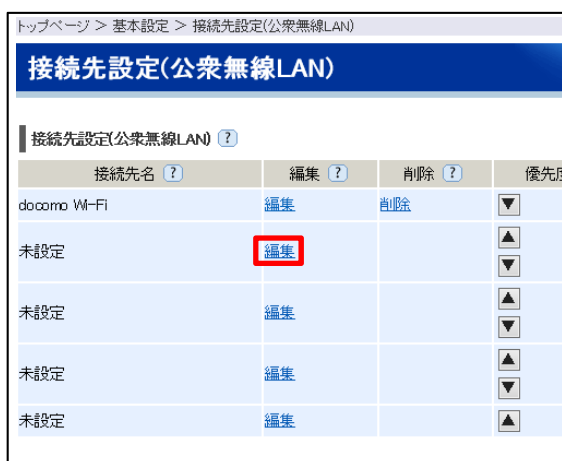 トップページ > 基本設定 > 接続先設定(公衆無線LAN)
接続先設定(公衆無線LAN)
接続先設定(公衆無線LAN) ?
接続先名 ? 編集 ? 削除 ? 優先度
docomo Wi-Fi 編集 削除 ▼
▲
未設定 編集
▼
▲
未設定 編集
▼
▲
未設定 編集
▼
未設定 編集 ▲